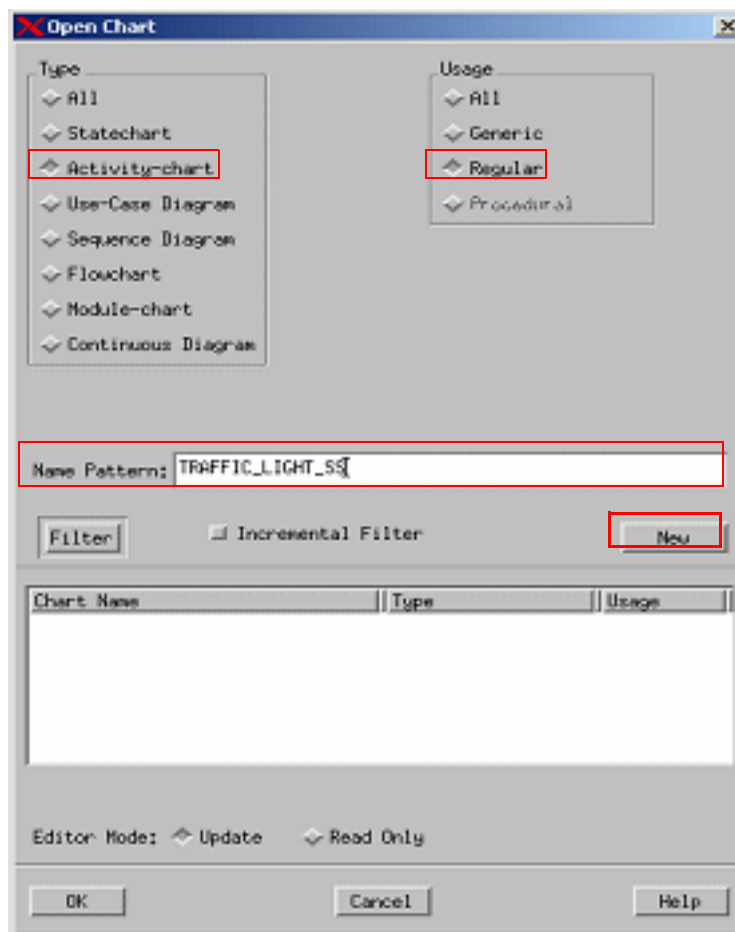 Open Chart
Type
All
Statechart
Activity-chart
Use-Case Diagram
Sequence Diagram
Flowchart
Module-chart
Continuous Diagram
Usage
All
Generic
Regular
Procedural
Name Pattern: TRAFFIC_LIGHT_SS
Filter Incremental Filter New
Chart Name Type Usage
Editor Mode: Update Read Only
OK Cancel Help